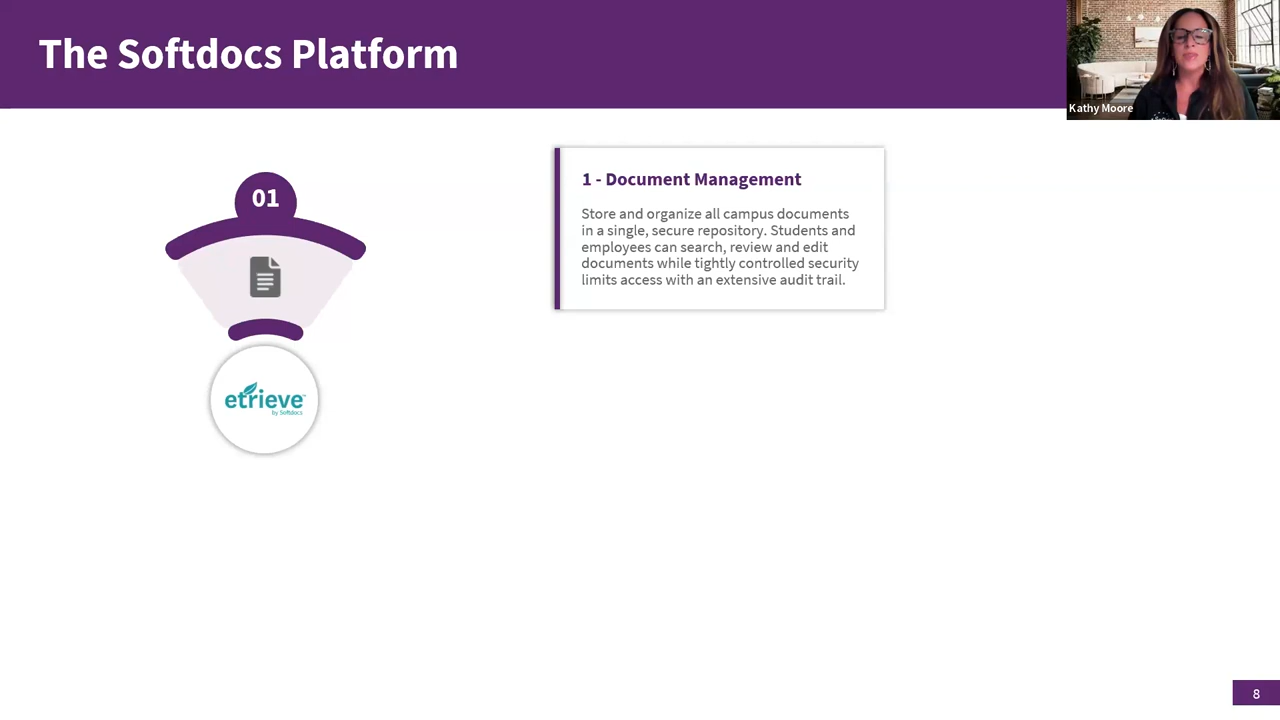 The Softdocs Platform
Kathy Moore
01
1 - Document Management
Store and organize all campus documents
in a single, secure repository. Students and
employees can search, review and edit
documents while tightly controlled security
limits access with an extensive audit trail.
etrieve™
by Softdocs
8